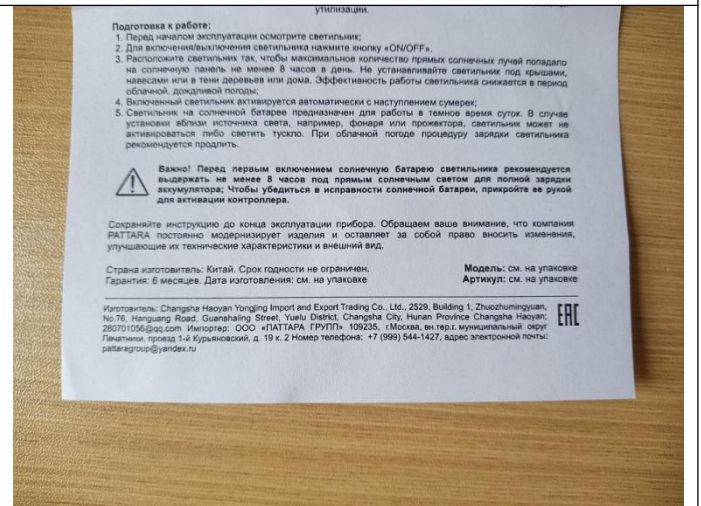 утилизации.
Подготовка к работе:
1. Перед началом эксплуатации осмотрите светильник;
2. Для включения/выключения светильника нажмите кнопку «ON/OFF».
3. Расположите светильник так, чтобы максимальное количество прямых солнечных лучей попадало
на солнечную панель не менее 8 часов в день. Не устанавливайте светильник под крышами,
навесами или в тени деревьев или дома. Эффективность работы светильника снижается в период
облачной, дождливой погоды;
4. Включенный светильник активируется автоматически с наступлением сумерек;
5. Светильник на солнечной батарее предназначен для работы в темное время суток. В случае
установки вблизи источника света, например, фонаря или прожектора, светильник может не
активироваться либо светить тускло. При облачной погоде процедуру зарядки светильника
рекомендуется продлить.
Важно! Перед первым включением солнечную батарею светильника рекомендуется
выдержать не менее 8 часов под прямым солнечным светом для полной зарядки
аккумулятора; Чтобы убедиться в исправности солнечной батареи, прикройте ее рукой
для активации контроллера.
Сохраняйте инструкцию до конца эксплуатации прибора. Обращаем ваше внимание, что компания
PATTARA постоянно модернизирует изделия и оставляет за собой право вносить изменения,
улучшающие их технические характеристики и внешний вид.
Страна изготовитель: Китай. Срок годности не ограничен.
Гарантия: 6 месяцев. Дата изготовления: см. на упаковке
Модель: см. на упаковке
Артикул: см. на упаковке
Изготовитель: Changsha Haoyan Yongjing Import and Export Trading Co., Ltd., 2529, Building 1, Zhuozhumingyuan,
No.76, Hanguang Road, Guanshaling Street, Yuelu District, Changsha City, Hunan Province Changsha Haoyan;
280701056@qq.com Импортер: ООО «ПАТТАРА ГРУПП» 109235, г.Москва, вн.тер.г. муниципальный округ
Печатники, проезд 1-й Курьяновский, д. 19 к. 2 Номер телефона: +7 (999) 544-1427, адрес электронной почты:
pattaragroup@yandex.ru
EAC